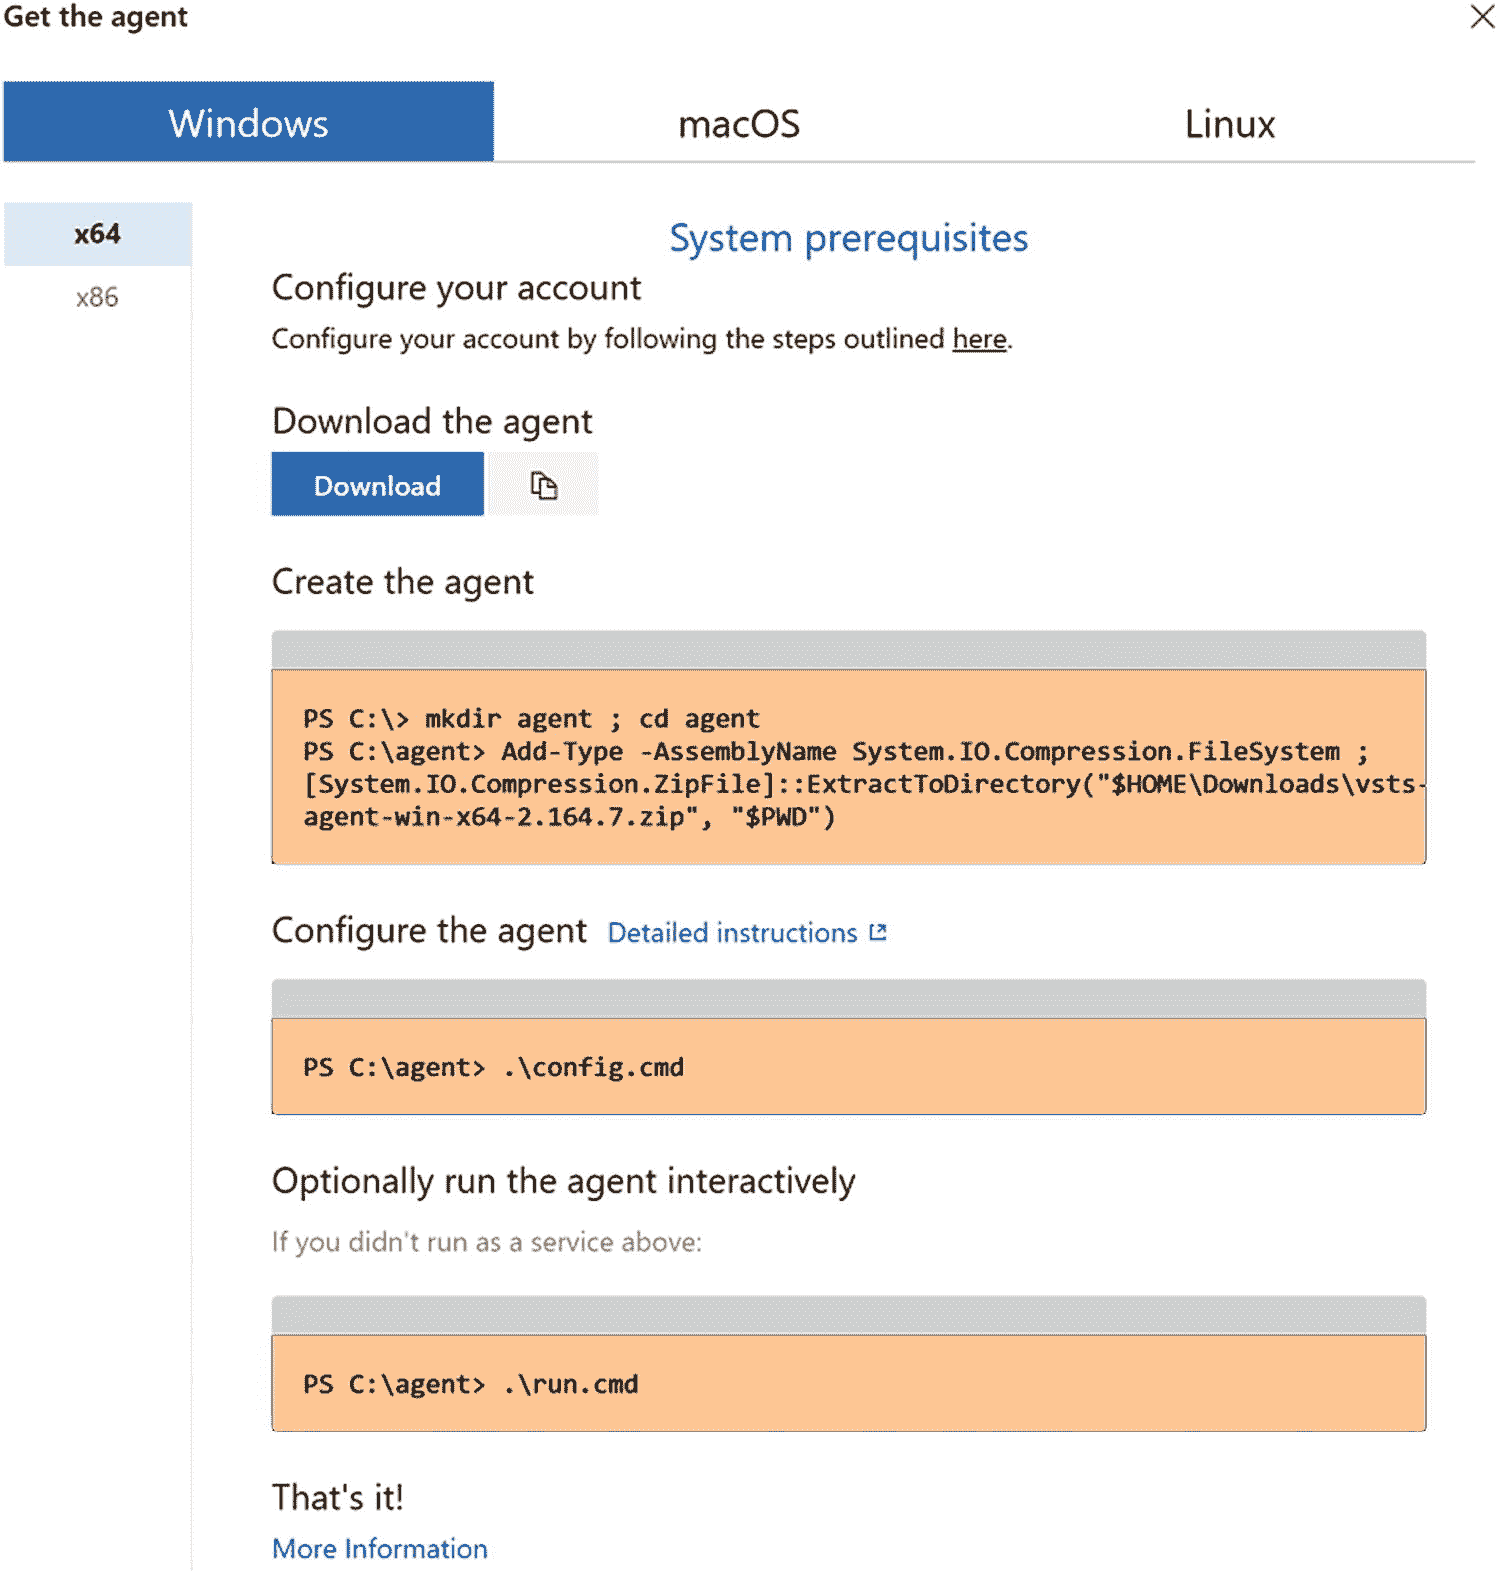 Get the agent
Windows
macOS
Linux
x64
x86
System prerequisites
Configure your account
Configure your account by following the steps outlined here.
Download the agent
Download
Create the agent
PS C:\> mkdir agent ; cd agent
PS C:\agent> Add-Type -AssemblyName System.IO.Compression.FileSystem ;
[System.IO.Compression.ZipFile]::ExtractToDirectory("$HOME\Downloads\vsts-
agent-win-x64-2.164.7.zip", "$PWD")
Configure the agent Detailed instructions
PS C:\agent> .\config.cmd
Optionally run the agent interactively
If you didn't run as a service above:
PS C:\agent> .\run.cmd
That's it!
More Information